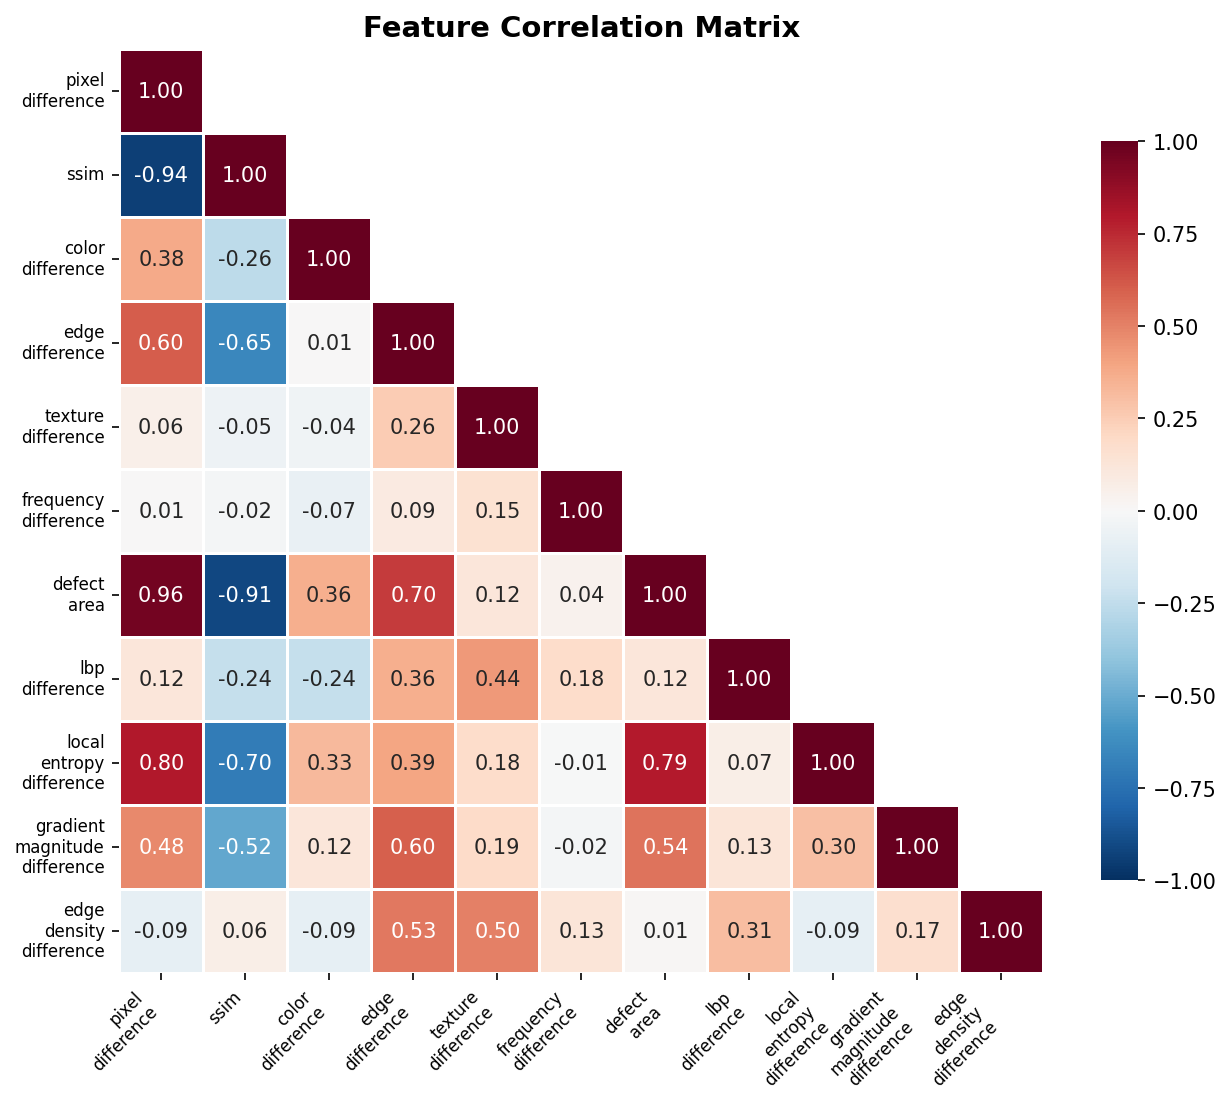 Feature Correlation Matrix
pixel
difference
1.00
ssim
-0.94 1.00
color
difference
0.38 -0.26 1.00
edge
difference
0.60 -0.65 0.01 1.00
texture
difference
0.06 -0.05 -0.04 0.26 1.00
frequency
difference
0.01 -0.02 -0.07 0.09 0.15 1.00
defect
area
0.96 -0.91 0.36 0.70 0.12 0.04 1.00
lbp
difference
0.12 -0.24 -0.24 0.36 0.44 0.18 0.12 1.00
local
entropy
difference
0.80 -0.70 0.33 0.39 0.18 -0.01 0.79 0.07 1.00
gradient
magnitude
difference
0.48 -0.52 0.12 0.60 0.19 -0.02 0.54 0.13 0.30 1.00
edge
density
difference
-0.09 0.06 -0.09 0.53 0.50 0.13 0.01 0.31 -0.09 0.17 1.00
pixel
difference
ssim
color
difference
edge
difference
texture
difference
frequency
difference
defect
area
lbp
difference
local
entropy
difference
gradient
magnitude
difference
edge
density
difference
1.00
0.75
0.50
0.25
0.00
−0.25
−0.50
−0.75
−1.00